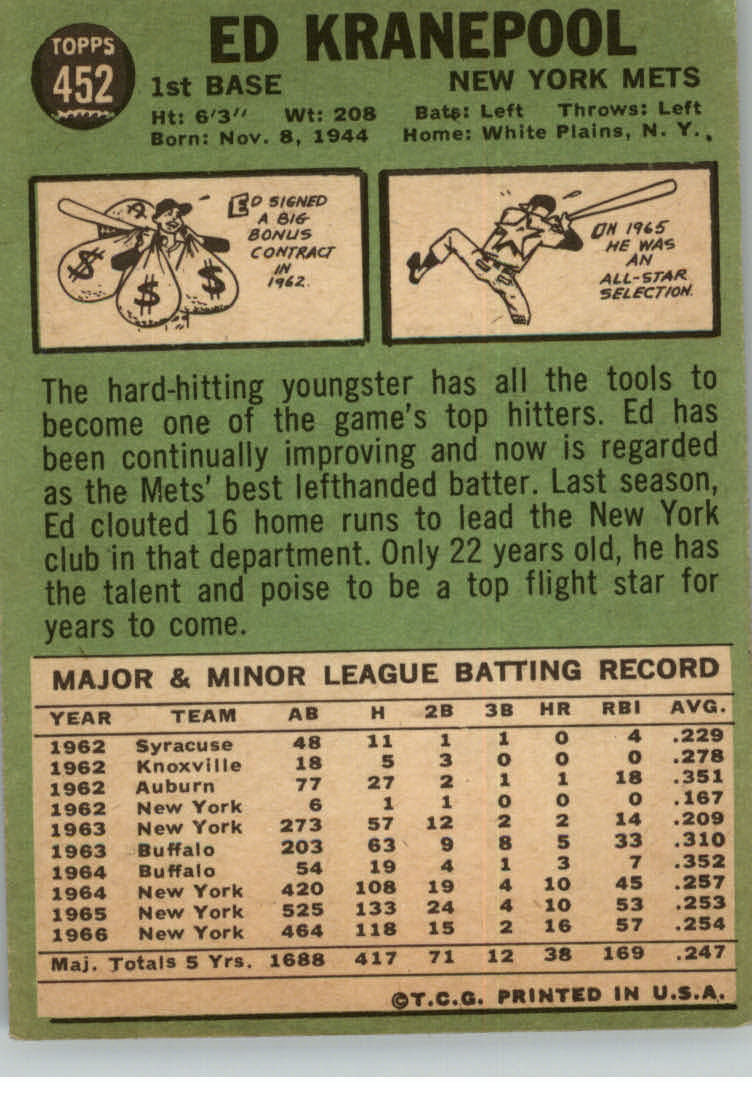 TOPPS
452
ED KRANEPOOL
1st BASE NEW YORK METS
Ht: 6'3" Wt: 208 Bats: Left Throws: Left
Born: Nov. 8, 1944 Home: White Plains, N. Y.
$ $ $
ED SIGNED
A BIG
BONUS
CONTRACT
IN
1962.
IN 1965
HE WAS
AN
ALL-STAR
SELECTION.
The hard-hitting youngster has all the tools to
become one of the game's top hitters. Ed has
been continually improving and now is regarded
as the Mets' best lefthanded batter. Last season,
Ed clouted 16 home runs to lead the New York
club in that department. Only 22 years old, he has
the talent and poise to be a top flight star for
years to come.
MAJOR & MINOR LEAGUE BATTING RECORD
YEAR TEAM AB H 2B 3B HR RBI AVG.
1962 Syracuse 48 11 1 1 0 4 .229
1962 Knoxville 18 5 3 0 0 0 .278
1962 Auburn 77 27 2 1 1 18 .351
1962 New York 6 1 1 0 0 0 .167
1963 New York 273 57 12 2 2 14 .209
1963 Buffalo 203 63 9 8 5 33 .310
1964 Buffalo 54 19 4 1 3 7 .352
1964 New York 420 108 19 4 10 45 .257
1965 New York 525 133 24 4 10 53 .253
1966 New York 464 118 15 2 16 57 .254
Maj. Totals 5 Yrs. 1688 417 71 12 38 169 .247
©T.C.G. PRINTED IN U.S.A.